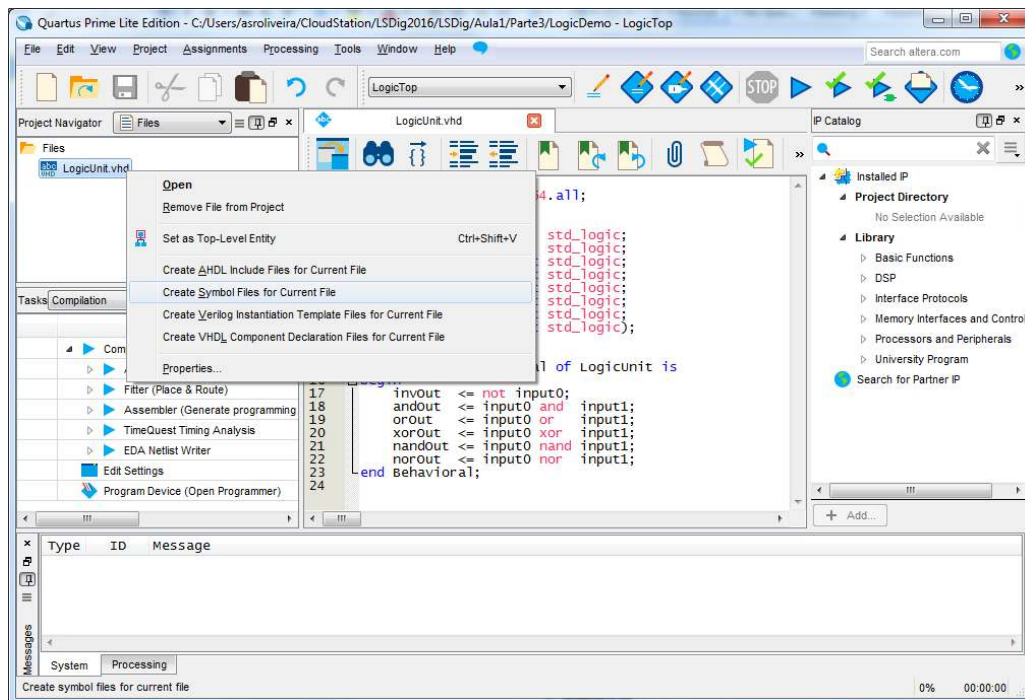 Quartus Prime Lite Edition - C:/Users/asroliveira/CloudStation/LSDig2016/LSDig/Aula1/Parte3/LogicDemo - LogicTop
File Edit View Project Assignments Processing Tools Window Help
Search altera.com
LogicTop
STOP
»
Project Navigator
Files
Files
LogicUnit.vhd
LogicUnit.vhd
»
Open
Remove File from Project
Set as Top-Level Entity Ctrl+Shift+V
Create AHDL Include Files for Current File
Create Symbol Files for Current File
Create Verilog Instantiation Template Files for Current File
Create VHDL Component Declaration Files for Current File
Properties...
4.all;
std_logic;
std_logic;
std_logic;
std_logic;
std_logic;
std_logic;
std_logic;
std_logic);
l of LogicUnit is
16 begin
17 invOut <= not input0;
18 andOut <= input0 and input1;
19 orOut <= input0 or input1;
20 xorOut <= input0 xor input1;
21 nandOut <= input0 nand input1;
22 norOut <= input0 nor input1;
23 end Behavioral;
24
Tasks Compilation
Com
Fitter (Place & Route)
Assembler (Generate programming
TimeQuest Timing Analysis
EDA Netlist Writer
Edit Settings
Program Device (Open Programmer)
IP Catalog
Installed IP
Project Directory
No Selection Available
Library
Basic Functions
DSP
Interface Protocols
Memory Interfaces and Control
Processors and Peripherals
University Program
Search for Partner IP
+ Add...
Type ID Message
Messages
System Processing
Create symbol files for current file
0% 00:00:00